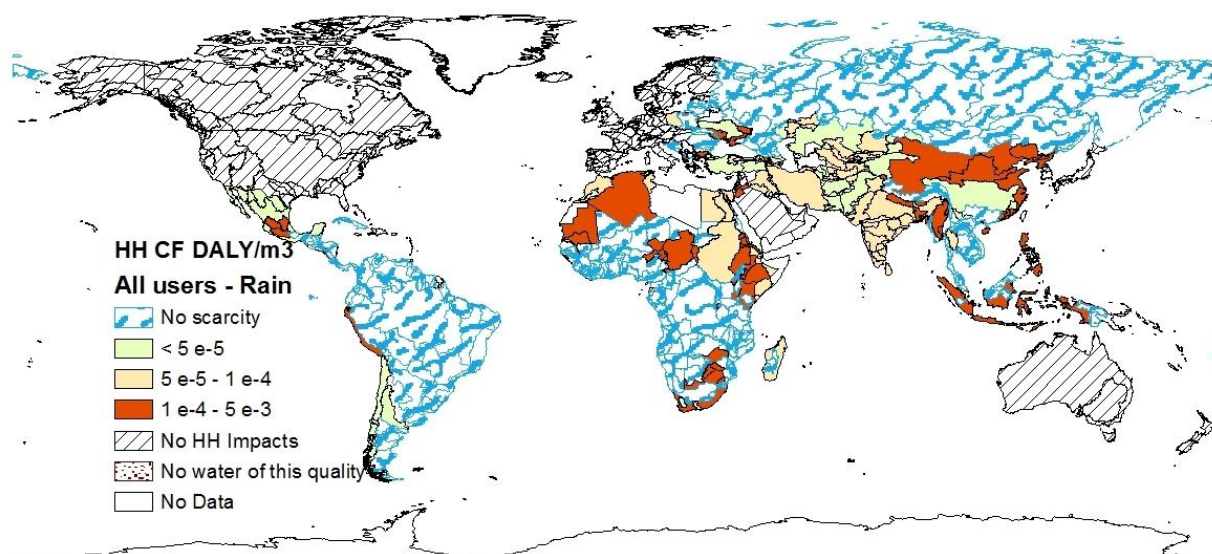 HH CF DALY/m3
All users - Rain
No scarcity
< 5 e-5
5 e-5 - 1 e-4
1 e-4 - 5 e-3
No HH Impacts
No water of this quality
No Data